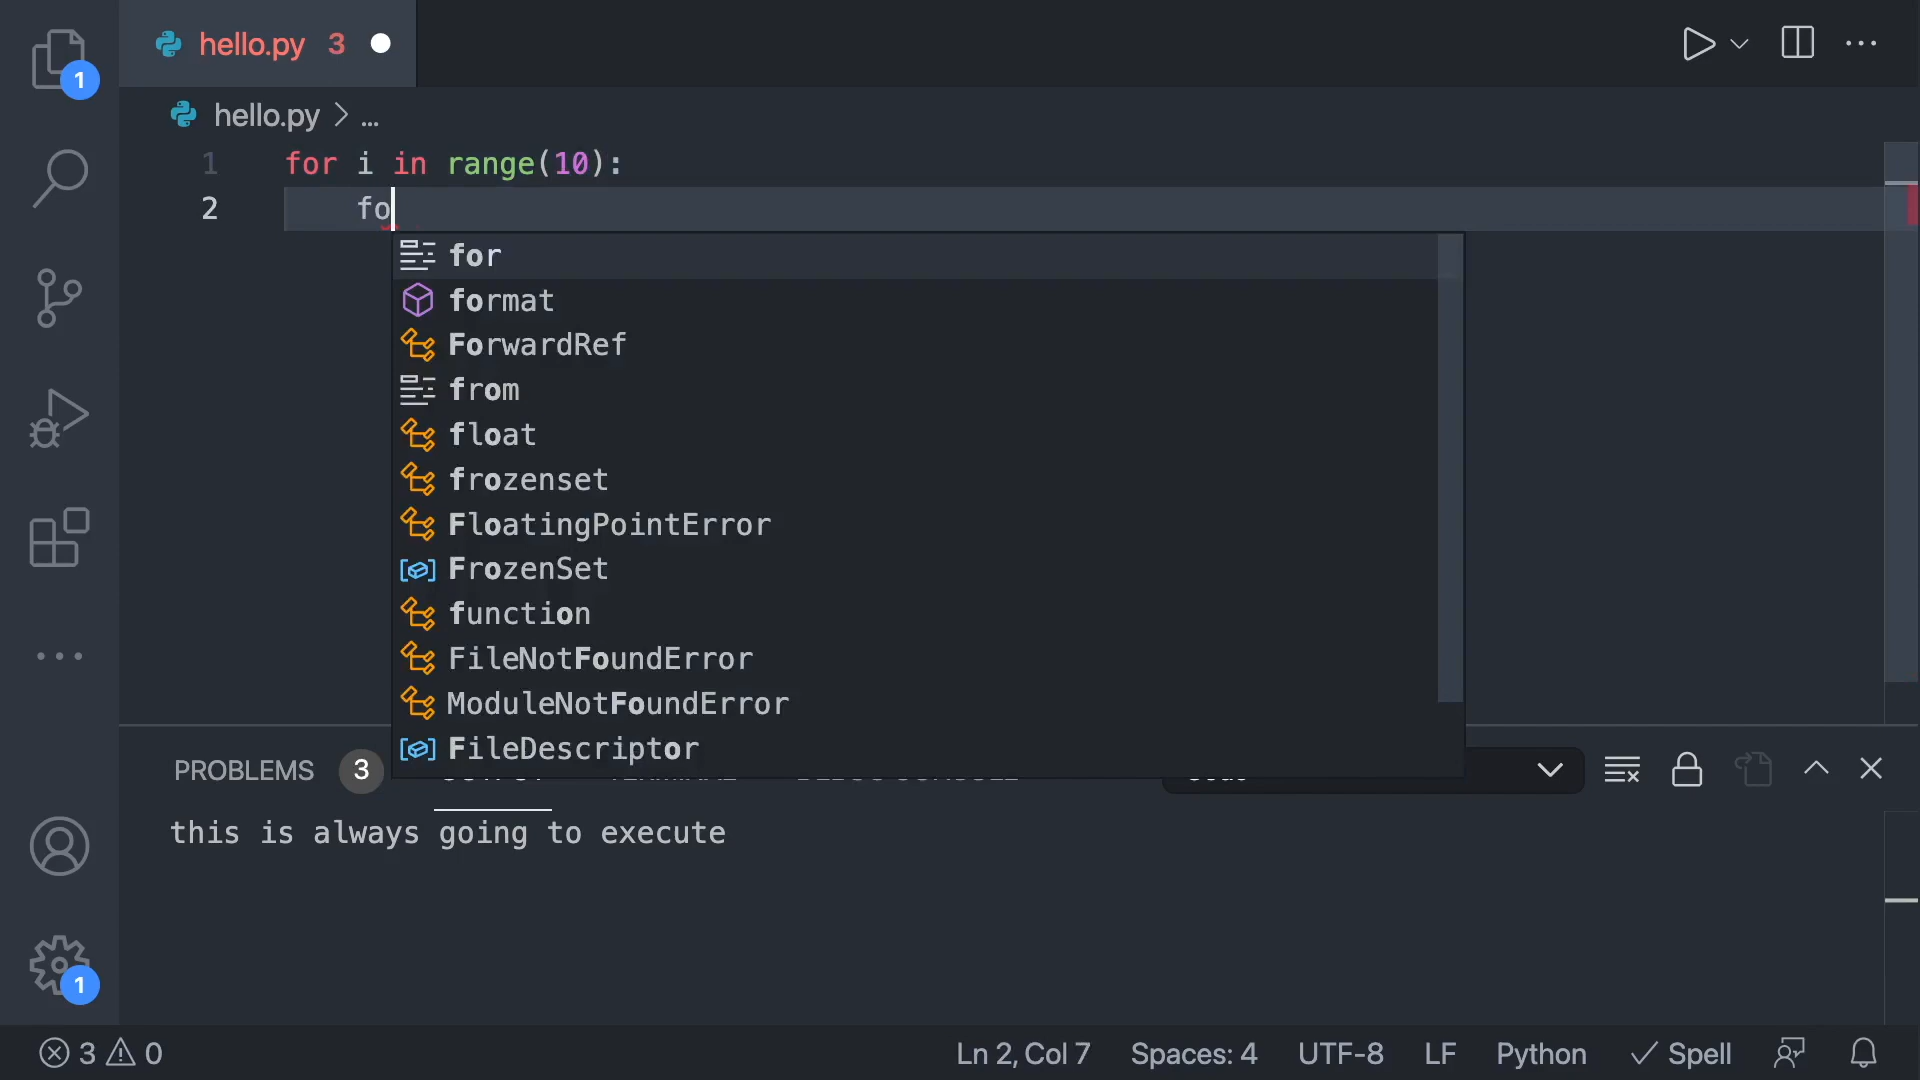 hello.py 3
1
hello.py > ...
1 for i in range(10):
2 fo
for
format
ForwardRef
from
float
frozenset
FloatingPointError
FrozenSet
function
FileNotFoundError
ModuleNotFoundError
FileDescriptor
PROBLEMS 3
this is always going to execute
1
3 0 Ln 2, Col 7 Spaces: 4 UTF-8 LF Python Spell